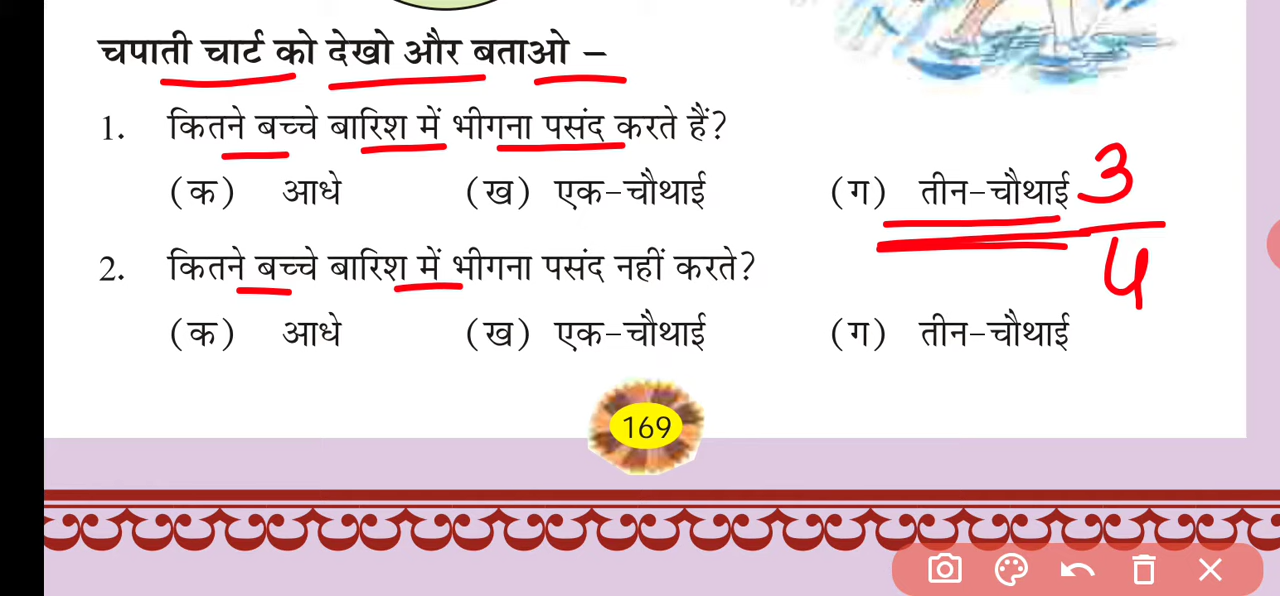 चपाती चार्ट को देखो और बताओ –
1. कितने बच्चे बारिश में भीगना पसंद करते हैं?
(क) आधे (ख) एक-चौथाई (ग) तीन-चौथाई 3/4
2. कितने बच्चे बारिश में भीगना पसंद नहीं करते?
(क) आधे (ख) एक-चौथाई (ग) तीन-चौथाई
169